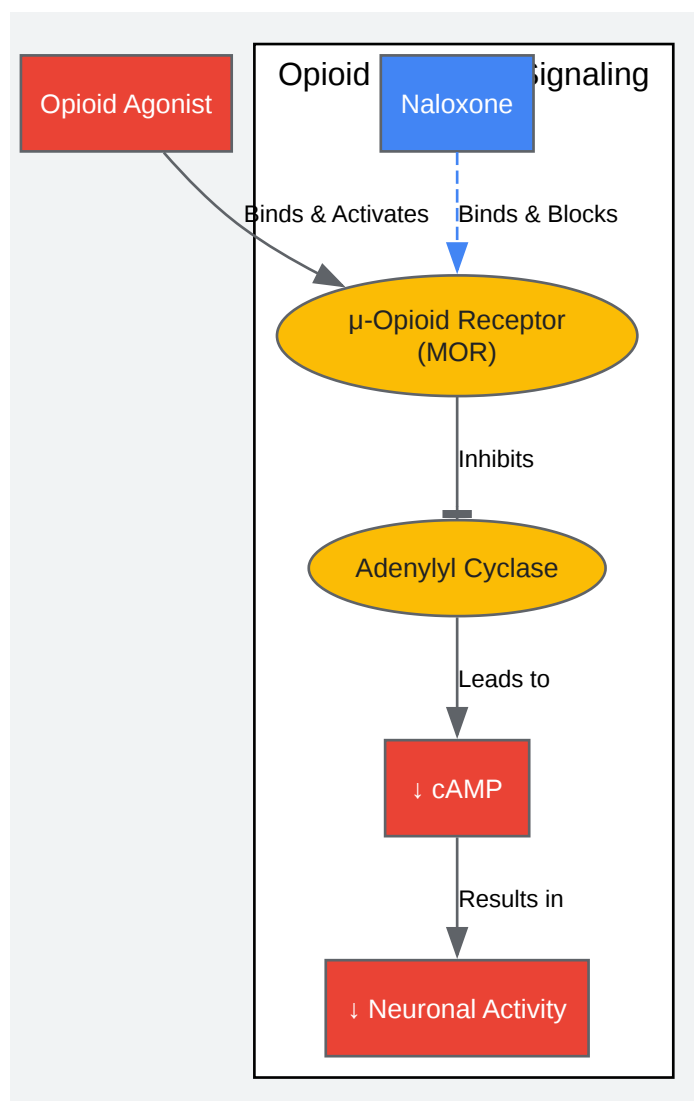 Opioid Signaling
Opioid Agonist
Naloxone
Binds & Activates
Binds & Blocks
μ-Opioid Receptor
(MOR)
Inhibits
Adenylyl Cyclase
Leads to
↓ cAMP
Results in
↓ Neuronal Activity